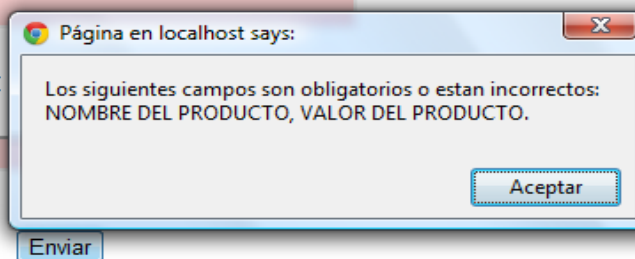 Página en localhost says:
Los siguientes campos son obligatorios o estan incorrectos:
NOMBRE DEL PRODUCTO, VALOR DEL PRODUCTO.
Aceptar
Enviar